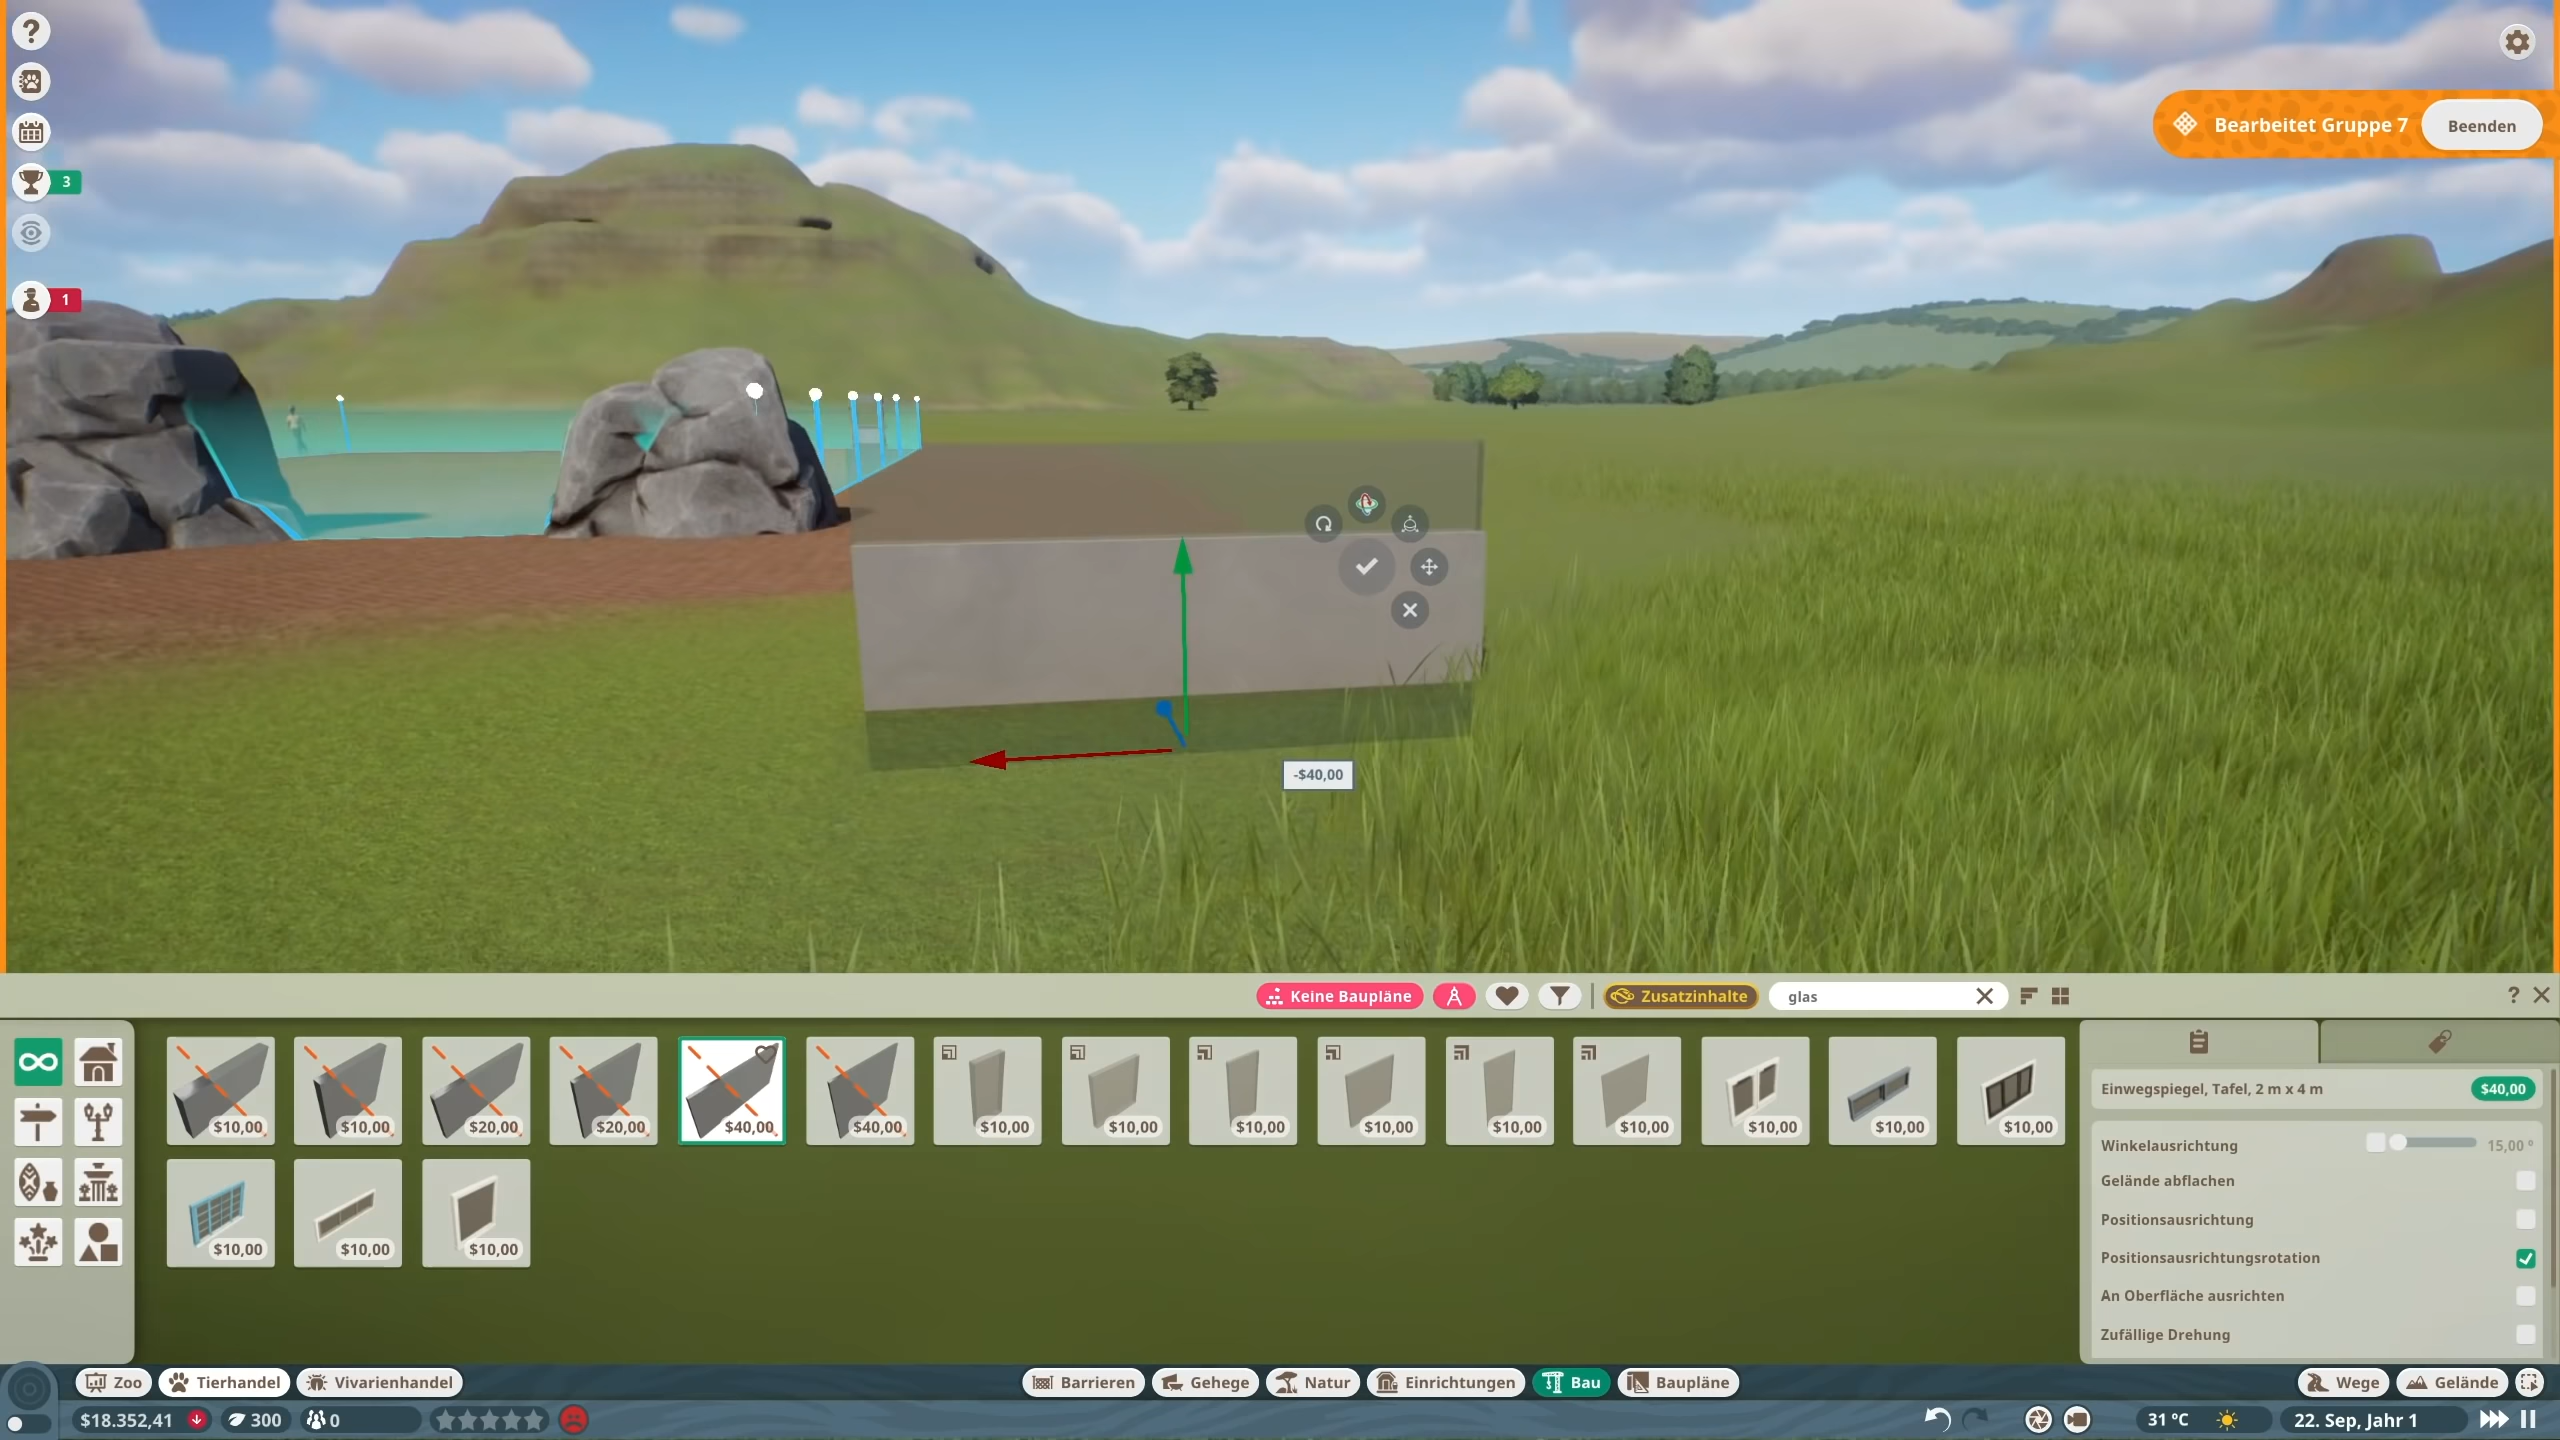 ?
3
1
Bearbeitet Gruppe 7
Beenden
-$40,00
Keine Baupläne
Zusatzinhalte
glas
?
$10,00
$10,00
$20,00
$20,00
$40,00
$40,00
$10,00
$10,00
$10,00
$10,00
$10,00
$10,00
$10,00
$10,00
$10,00
$10,00
$10,00
$10,00
Einwegspiegel, Tafel, 2 m x 4 m
$40,00
Winkelausrichtung
15,00 °
Gelände abflachen
Positionsausrichtung
Positionsausrichtungsrotation
An Oberfläche ausrichten
Zufällige Drehung
Zoo
Tierhandel
Vivarienhandel
Barrieren
Gehege
Natur
Einrichtungen
Bau
Baupläne
Wege
Gelände
$18.352,41
300
0
31 °C
22. Sep, Jahr 1